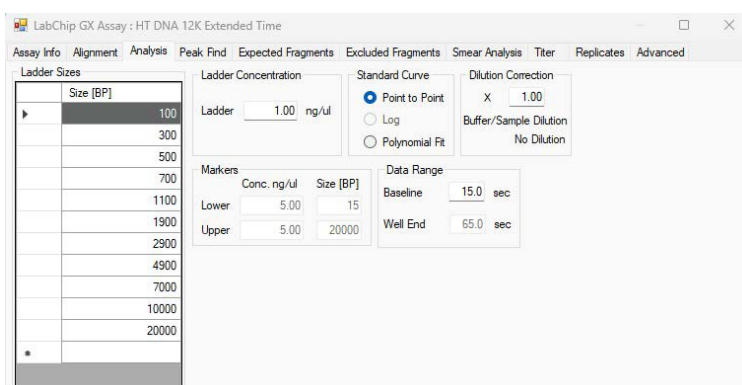 LabChip GX Assay : HT DNA 12K Extended Time
Assay Info Alignment Analysis Peak Find Expected Fragments Excluded Fragments Smear Analysis Titer Replicates Advanced
Ladder Sizes
Size [BP]
100
300
500
700
1100
1900
2900
4900
7000
10000
20000
*
Ladder Concentration
Ladder 1.00 ng/ul
Standard Curve
Point to Point
Log
Polynomial Fit
Dilution Correction
X 1.00
Buffer/Sample Dilution
No Dilution
Markers
Conc. ng/ul Size [BP]
Lower 5.00 15
Upper 5.00 20000
Data Range
Baseline 15.0 sec
Well End 65.0 sec